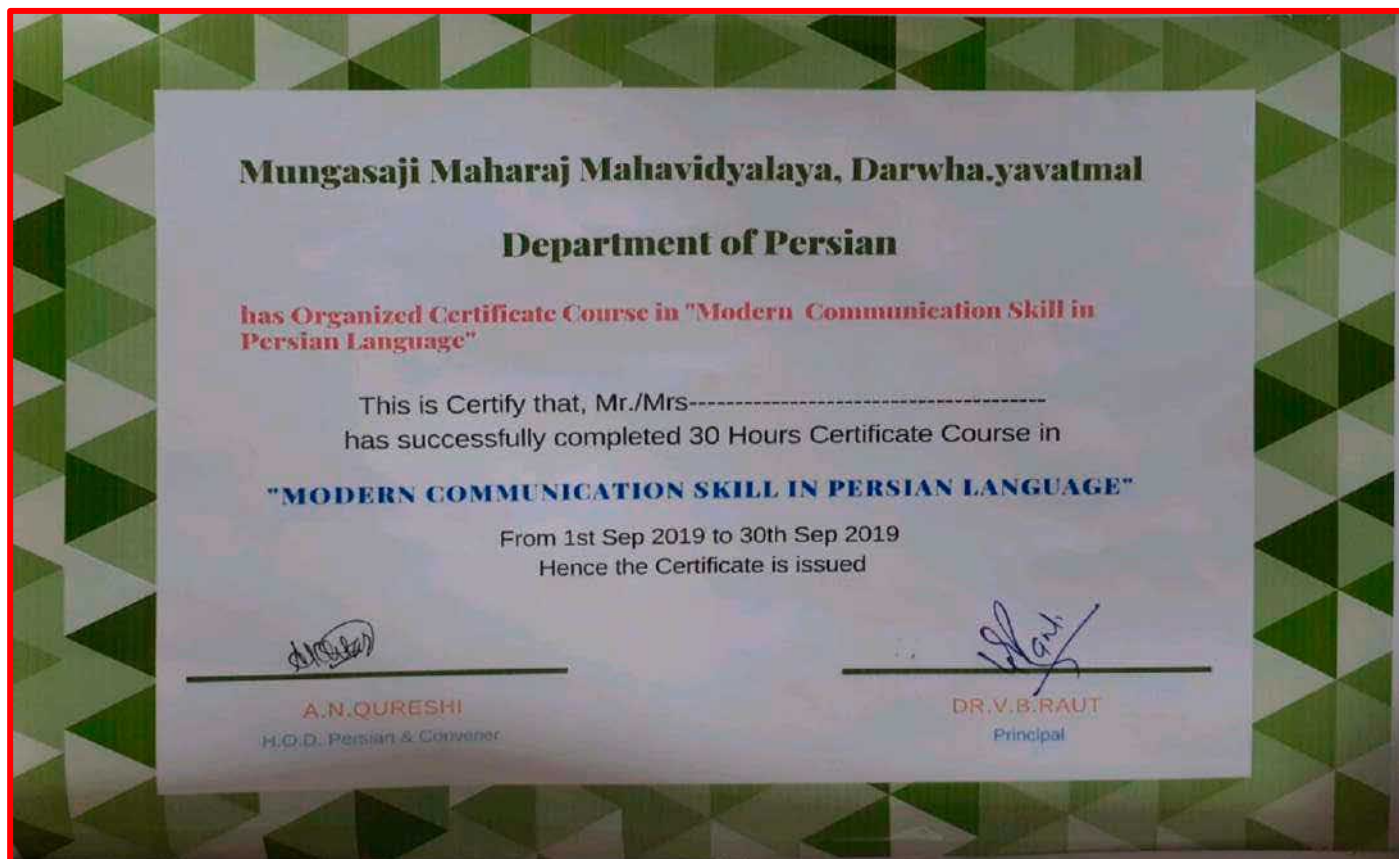 Mungasaji Maharaj Mahavidyalaya, Darwha.yavatmal
Department of Persian
has Organized Certificate Course in "Modern Communication Skill in
Persian Language"
This is Certify that, Mr./Mrs---------------------------------------
has successfully completed 30 Hours Certificate Course in
"MODERN COMMUNICATION SKILL IN PERSIAN LANGUAGE"
From 1st Sep 2019 to 30th Sep 2019
Hence the Certificate is issued
A.N.QURESHI
H.O.D. Persian & Convener
DR.V.B.RAUT
Principal